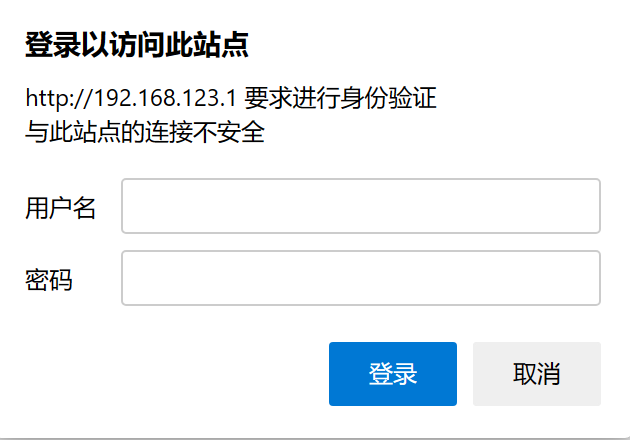 登录以访问此站点
http://192.168.123.1 要求进行身份验证
与此站点的连接不安全
用户名
密码
登录 取消